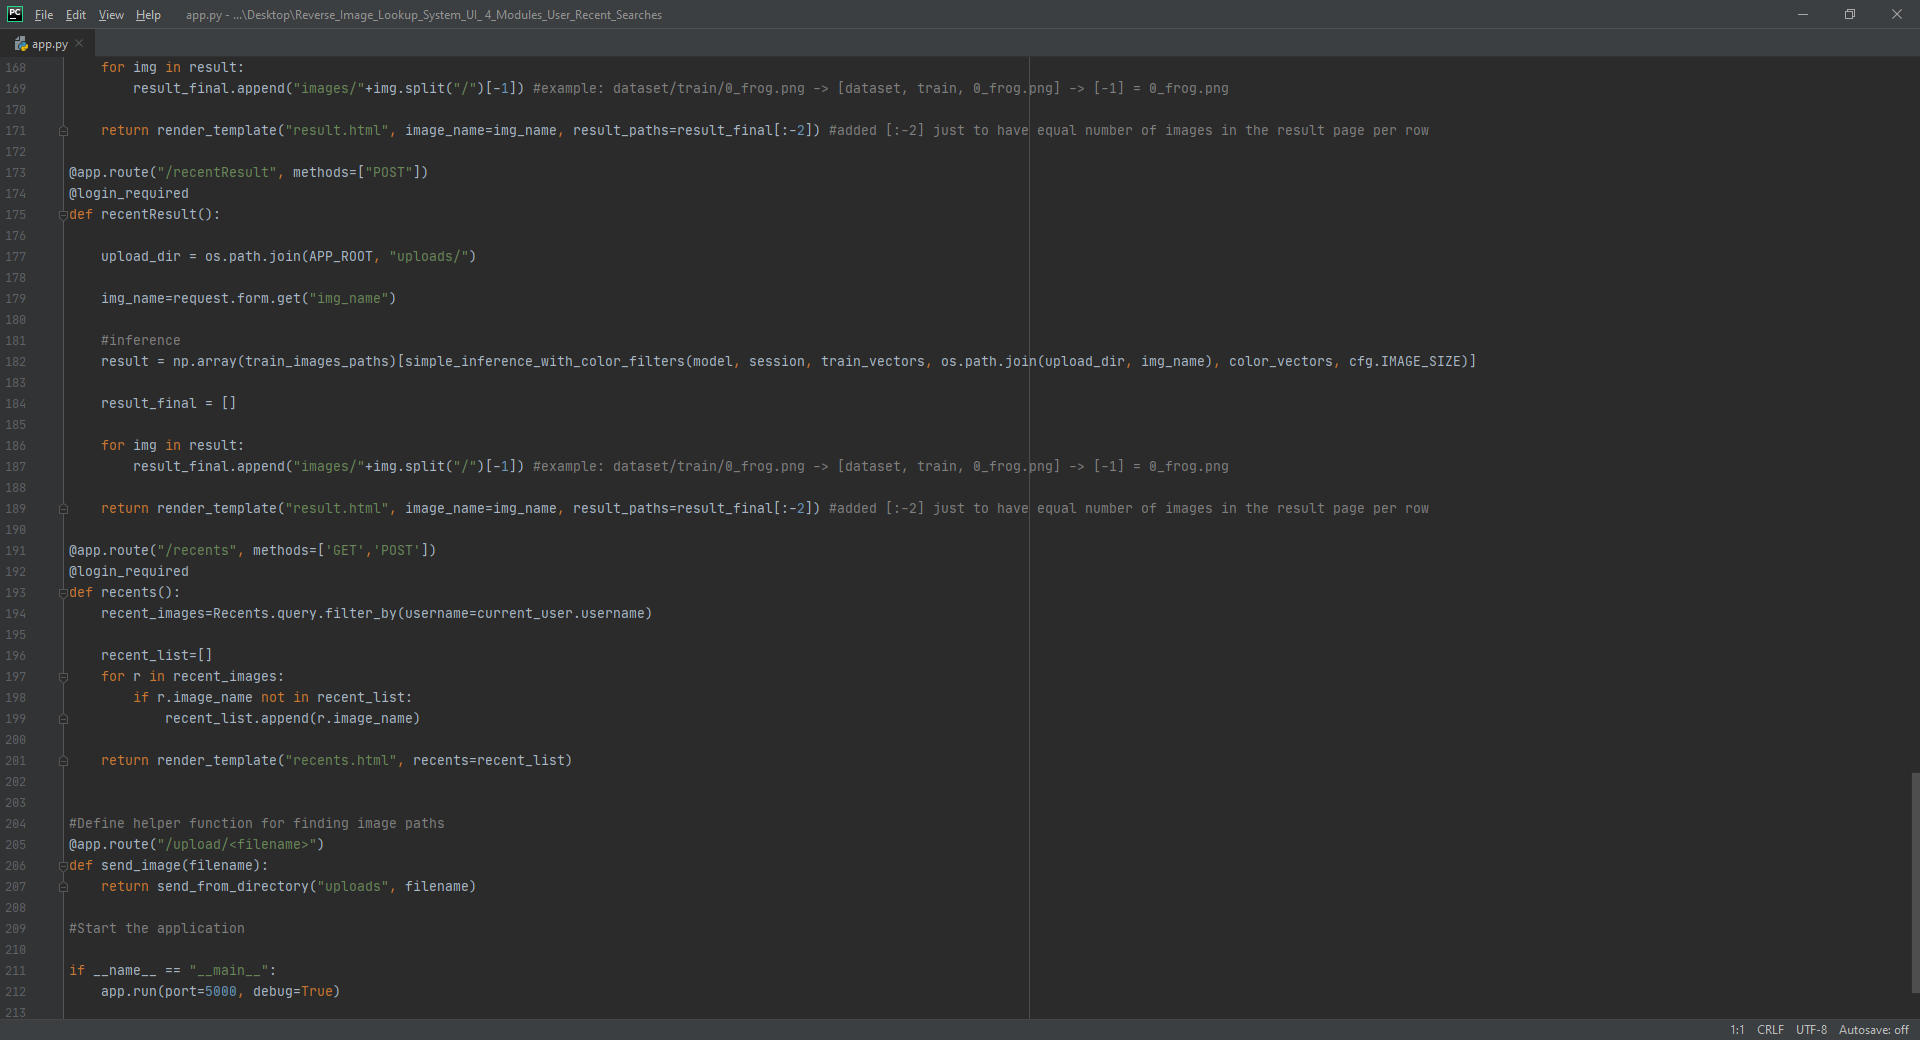 PC File Edit View Help app.py - ...\Desktop\Reverse_Image_Lookup_System_UI_ 4_Modules_User_Recent_Searches
app.py
168 for img in result:
169 result_final.append("images/"+img.split("/")[-1]) #example: dataset/train/0_frog.png -> [dataset, train, 0_frog.png] -> [-1] = 0_frog.png
170
171 return render_template("result.html", image_name=img_name, result_paths=result_final[:-2]) #added [:-2] just to have equal number of images in the result page per row
172
173 @app.route("/recentResult", methods=["POST"])
174 @login_required
175 def recentResult():
176
177 upload_dir = os.path.join(APP_ROOT, "uploads/")
178
179 img_name=request.form.get("img_name")
180
181 #inference
182 result = np.array(train_images_paths)[simple_inference_with_color_filters(model, session, train_vectors, os.path.join(upload_dir, img_name), color_vectors, cfg.IMAGE_SIZE)]
183
184 result_final = []
185
186 for img in result:
187 result_final.append("images/"+img.split("/")[-1]) #example: dataset/train/0_frog.png -> [dataset, train, 0_frog.png] -> [-1] = 0_frog.png
188
189 return render_template("result.html", image_name=img_name, result_paths=result_final[:-2]) #added [:-2] just to have equal number of images in the result page per row
190
191 @app.route("/recents", methods=['GET','POST'])
192 @login_required
193 def recents():
194 recent_images=Recents.query.filter_by(username=current_user.username)
195
196 recent_list=[]
197 for r in recent_images:
198 if r.image_name not in recent_list:
199 recent_list.append(r.image_name)
200
201 return render_template("recents.html", recents=recent_list)
202
203
204 #Define helper function for finding image paths
205 @app.route("/upload/<filename>")
206 def send_image(filename):
207 return send_from_directory("uploads", filename)
208
209 #Start the application
210
211 if __name__ == "__main__":
212 app.run(port=5000, debug=True)
213
1:1 CRLF UTF-8 Autosave: off